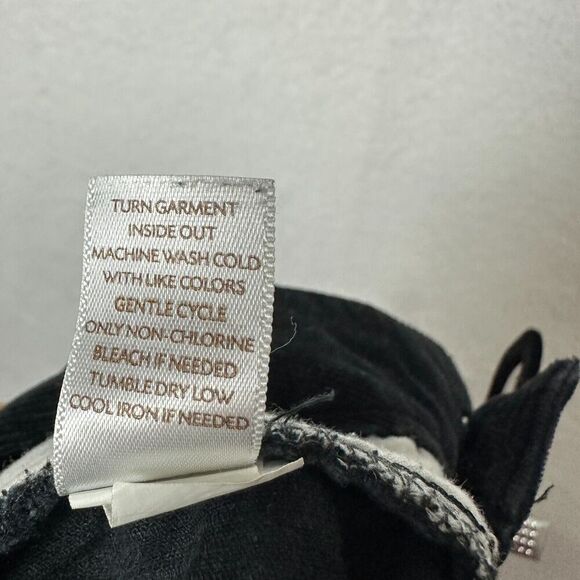 TURN GARMENT
INSIDE OUT
MACHINE WASH COLD
WITH LIKE COLORS
GENTLE CYCLE
ONLY NON-CHLORINE
BLEACH IF NEEDED
TUMBLE DRY LOW
COOL IRON IF NEEDED